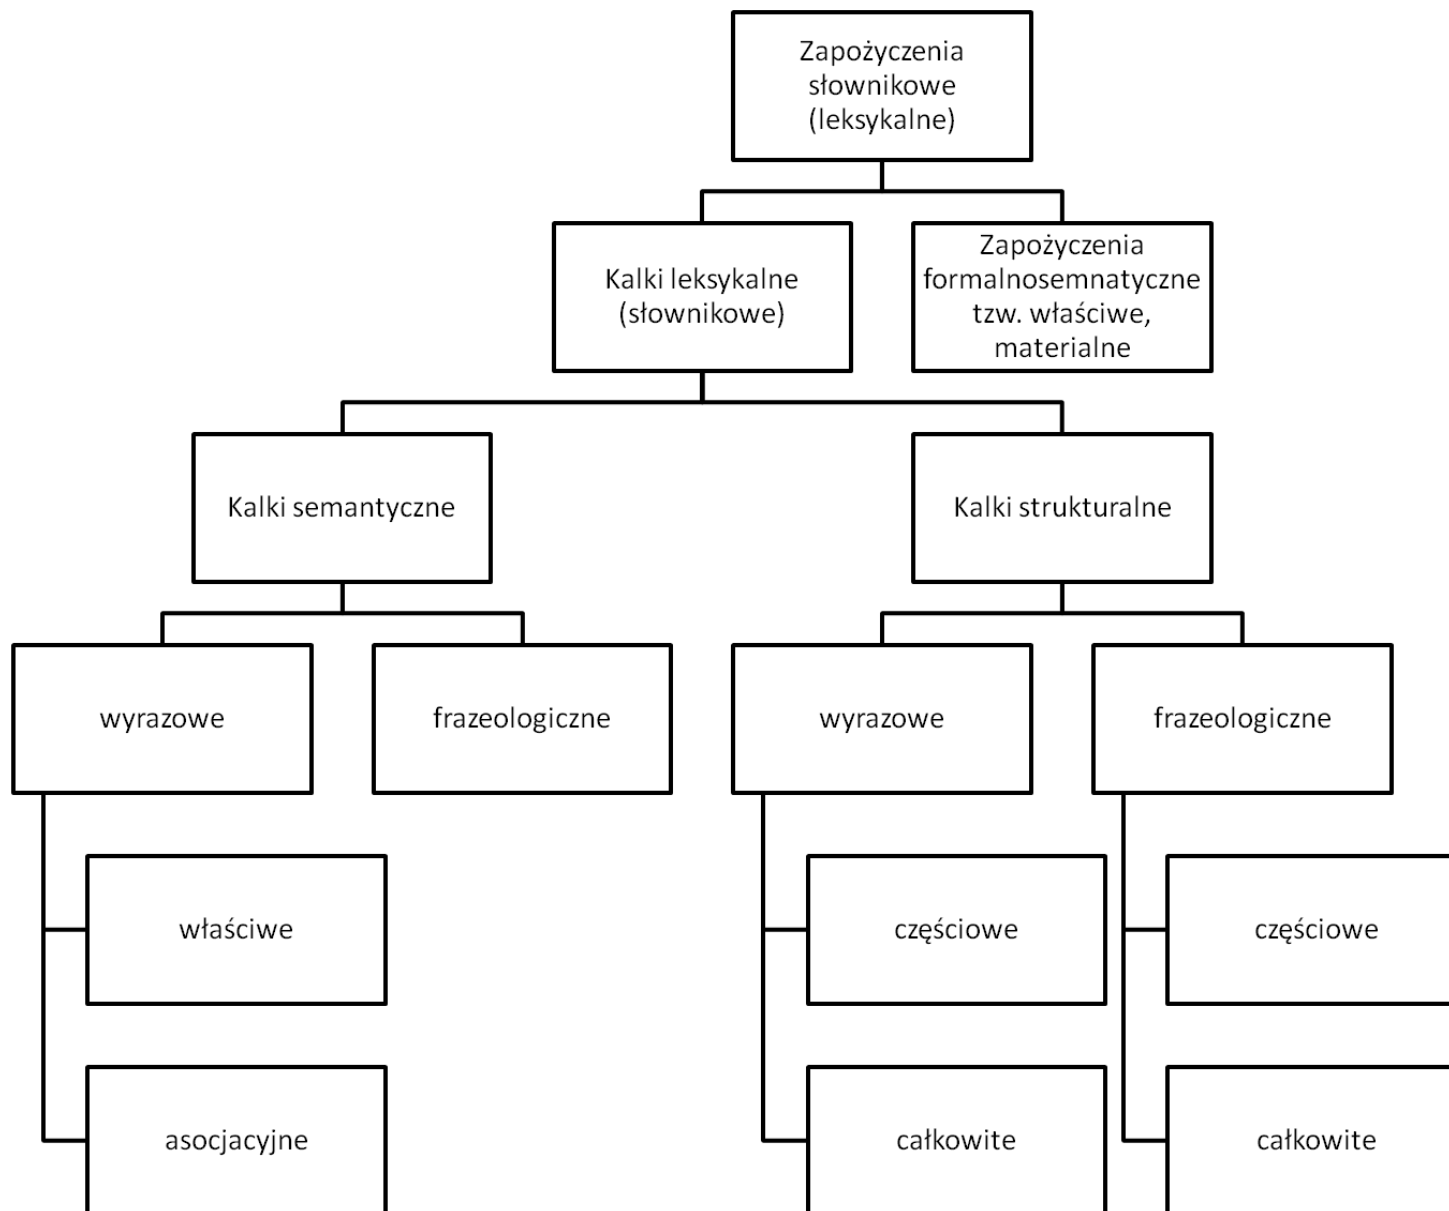 Zapożyczenia
słownikowe
(leksykalne)
Kalki leksykalne
(słownikowe)
Zapożyczenia
formalnosemnatyczne
tzw. właściwe,
materialne
Kalki semantyczne
Kalki strukturalne
wyrazowe
frazeologiczne
wyrazowe
frazeologiczne
właściwe
częściowe
częściowe
asocjacyjne
całkowite
całkowite